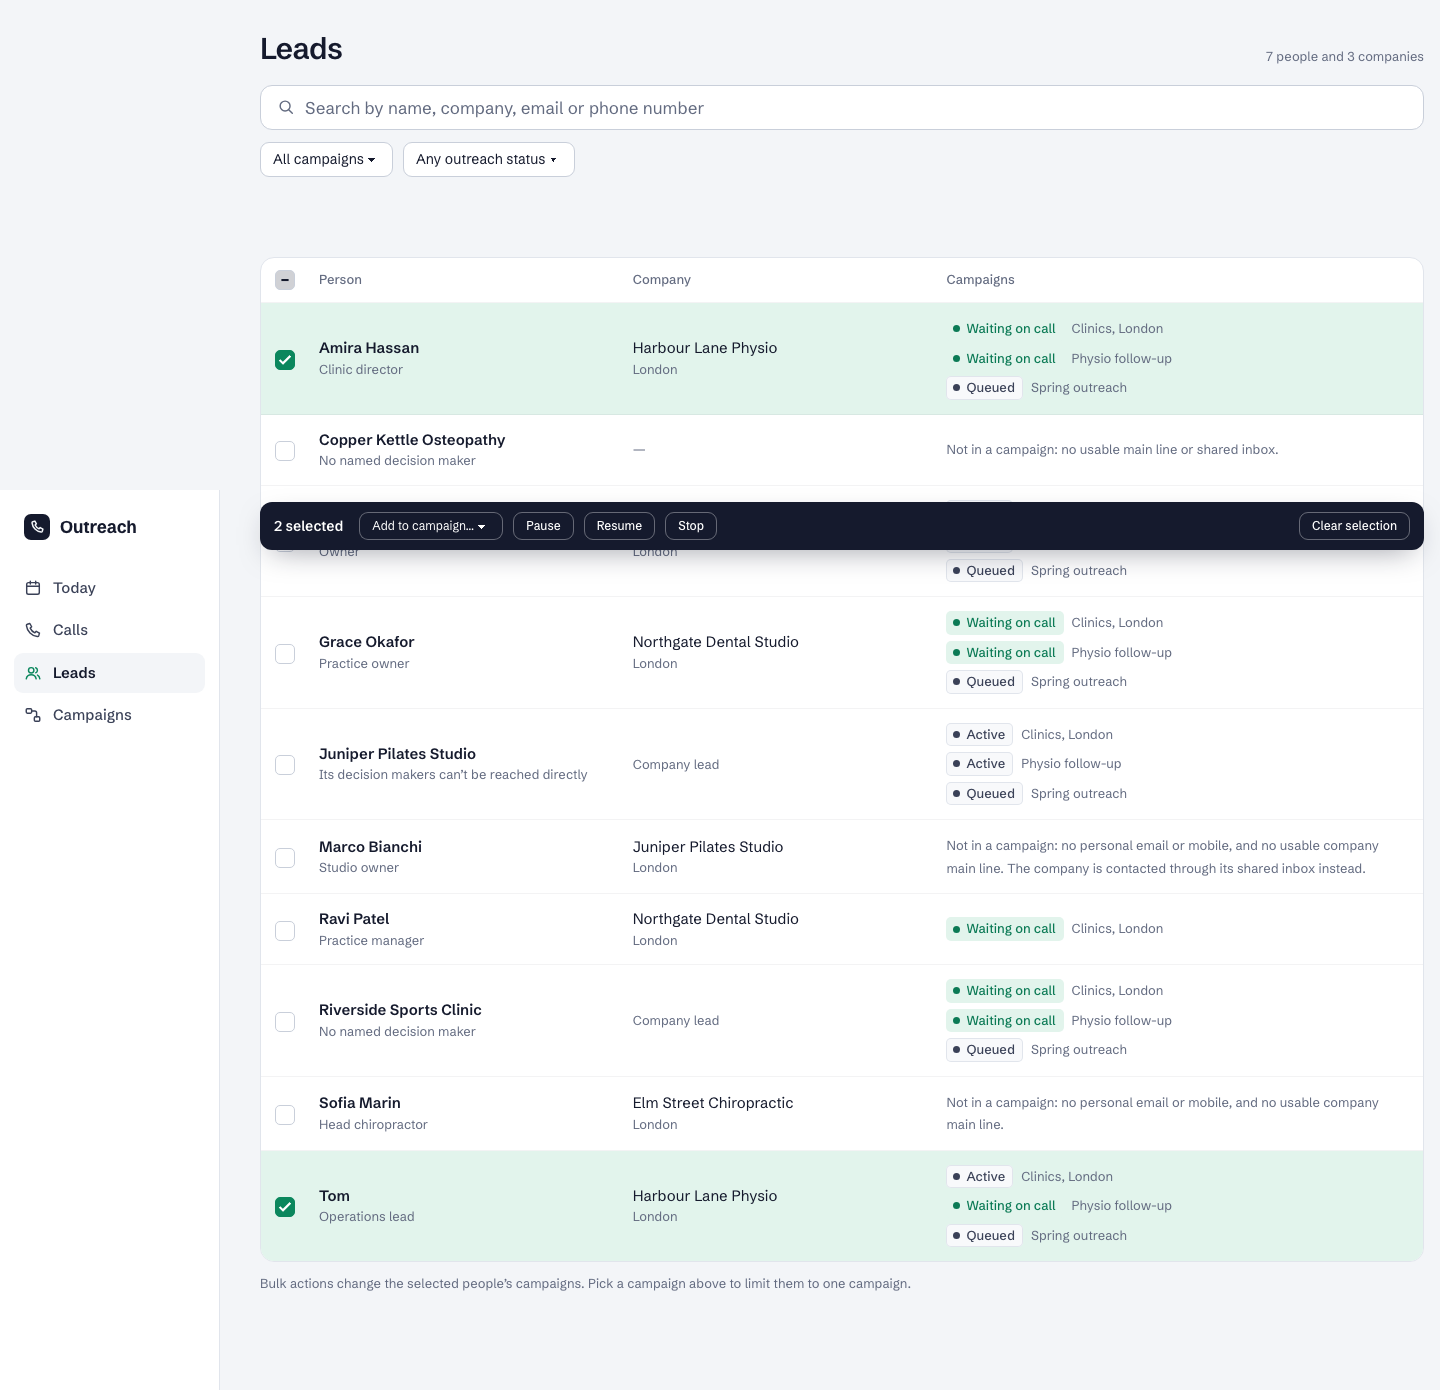 Leads
7 people and 3 companies
Search by name, company, email or phone number
All campaigns
Any outreach status
Person Company Campaigns
Amira Hassan
Clinic director
Harbour Lane Physio
London
Waiting on call Clinics, London
Waiting on call Physio follow-up
Queued Spring outreach
Copper Kettle Osteopathy
No named decision maker
—
Not in a campaign: no usable main line or shared inbox.
2 selected
Add to campaign...
Pause
Resume
Stop
Clear selection
Owner
London
Queued Spring outreach
Grace Okafor
Practice owner
Northgate Dental Studio
London
Waiting on call Clinics, London
Waiting on call Physio follow-up
Queued Spring outreach
Juniper Pilates Studio
Its decision makers can’t be reached directly
Company lead
Active Clinics, London
Active Physio follow-up
Queued Spring outreach
Marco Bianchi
Studio owner
Juniper Pilates Studio
London
Not in a campaign: no personal email or mobile, and no usable company
main line. The company is contacted through its shared inbox instead.
Ravi Patel
Practice manager
Northgate Dental Studio
London
Waiting on call Clinics, London
Riverside Sports Clinic
No named decision maker
Company lead
Waiting on call Clinics, London
Waiting on call Physio follow-up
Queued Spring outreach
Sofia Marin
Head chiropractor
Elm Street Chiropractic
London
Not in a campaign: no personal email or mobile, and no usable company
main line.
Tom
Operations lead
Harbour Lane Physio
London
Active Clinics, London
Waiting on call Physio follow-up
Queued Spring outreach
Bulk actions change the selected people’s campaigns. Pick a campaign above to limit them to one campaign.
Outreach
Today
Calls
Leads
Campaigns